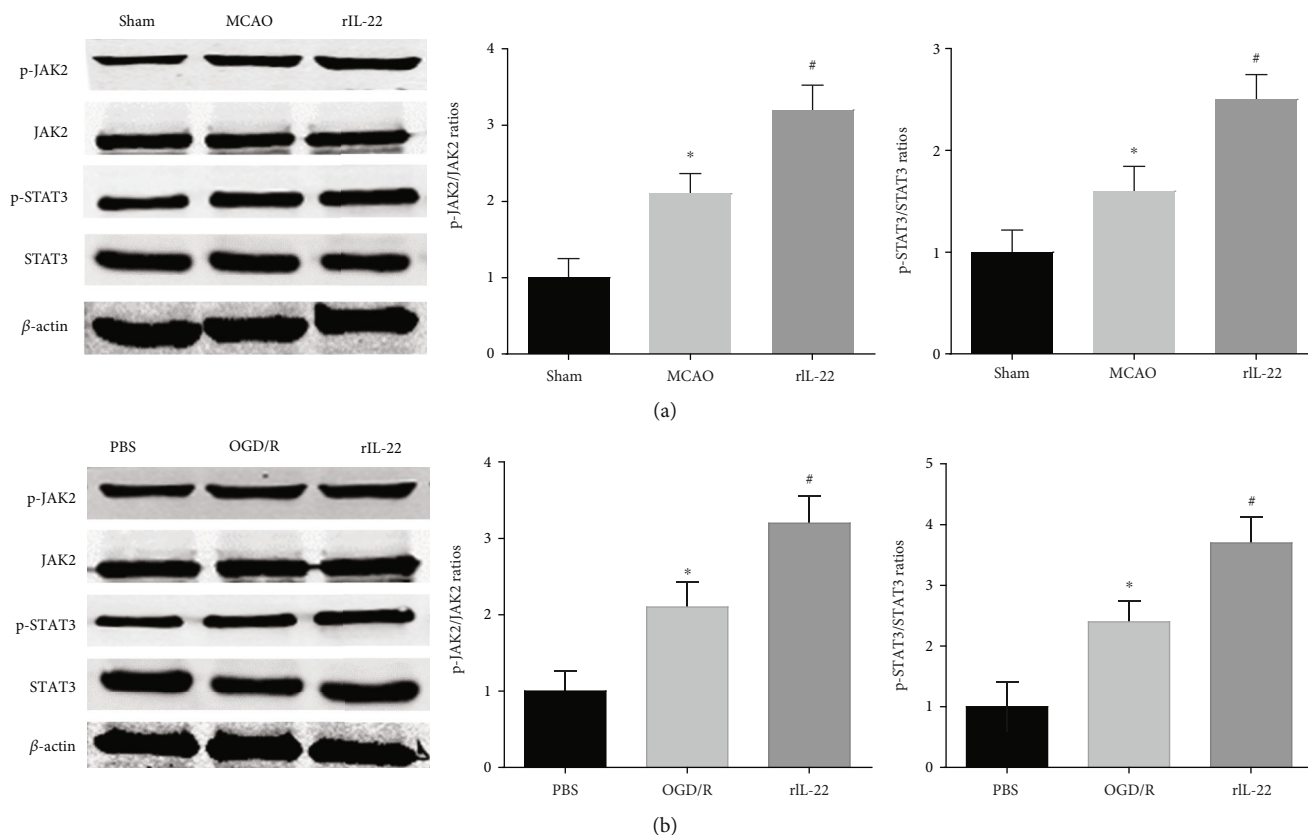 Sham MCAO rIL-22
p-JAK2
JAK2
p-STAT3
STAT3
β-actin
p-JAK2/JAK2 ratios
4
3
2
1
0
*
#
Sham MCAO rIL-22
p-STAT3/STAT3 ratios
3
2
1
0
*
#
Sham MCAO rIL-22
(a)
PBS OGD/R rIL-22
p-JAK2
JAK2
p-STAT3
STAT3
β-actin
p-JAK2/JAK2 ratios
4
3
2
1
0
*
#
PBS OGD/R rIL-22
p-STAT3/STAT3 ratios
5
4
3
2
1
0
*
#
PBS OGD/R rIL-22
(b)